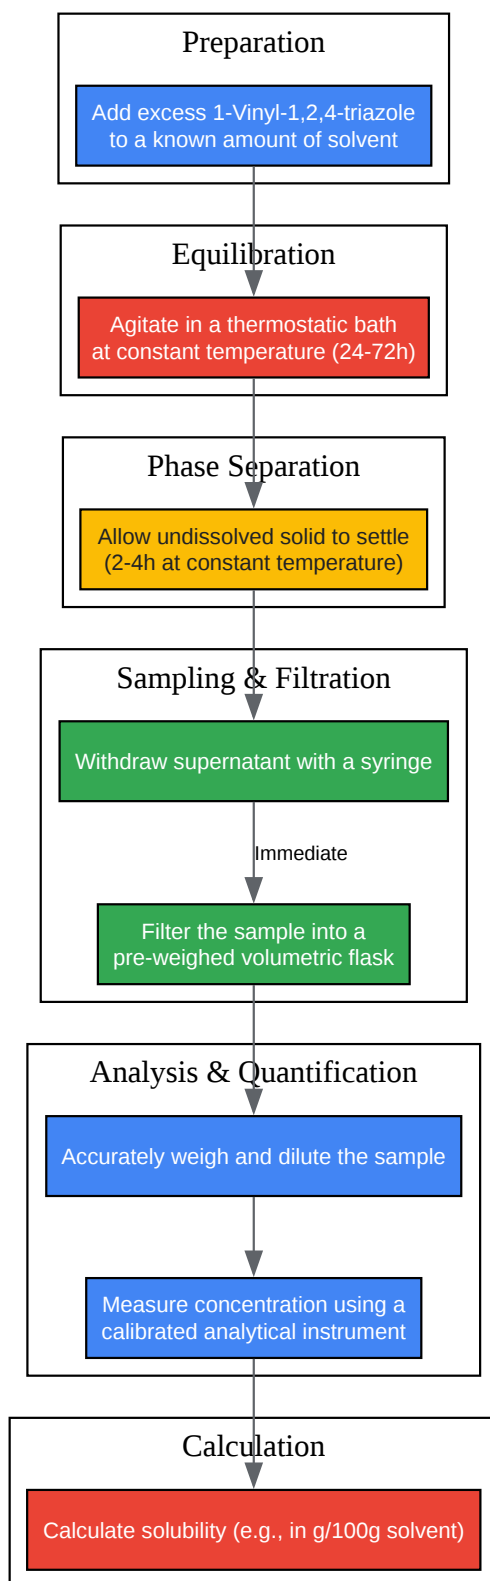 Preparation
Add excess 1-Vinyl-1,2,4-triazole
to a known amount of solvent
Equilibration
Agitate in a thermostatic bath
at constant temperature (24-72h)
Phase Separation
Allow undissolved solid to settle
(2-4h at constant temperature)
Sampling & Filtration
Withdraw supernatant with a syringe
Immediate
Filter the sample into a
pre-weighed volumetric flask
Analysis & Quantification
Accurately weigh and dilute the sample
Measure concentration using a
calibrated analytical instrument
Calculation
Calculate solubility (e.g., in g/100g solvent)